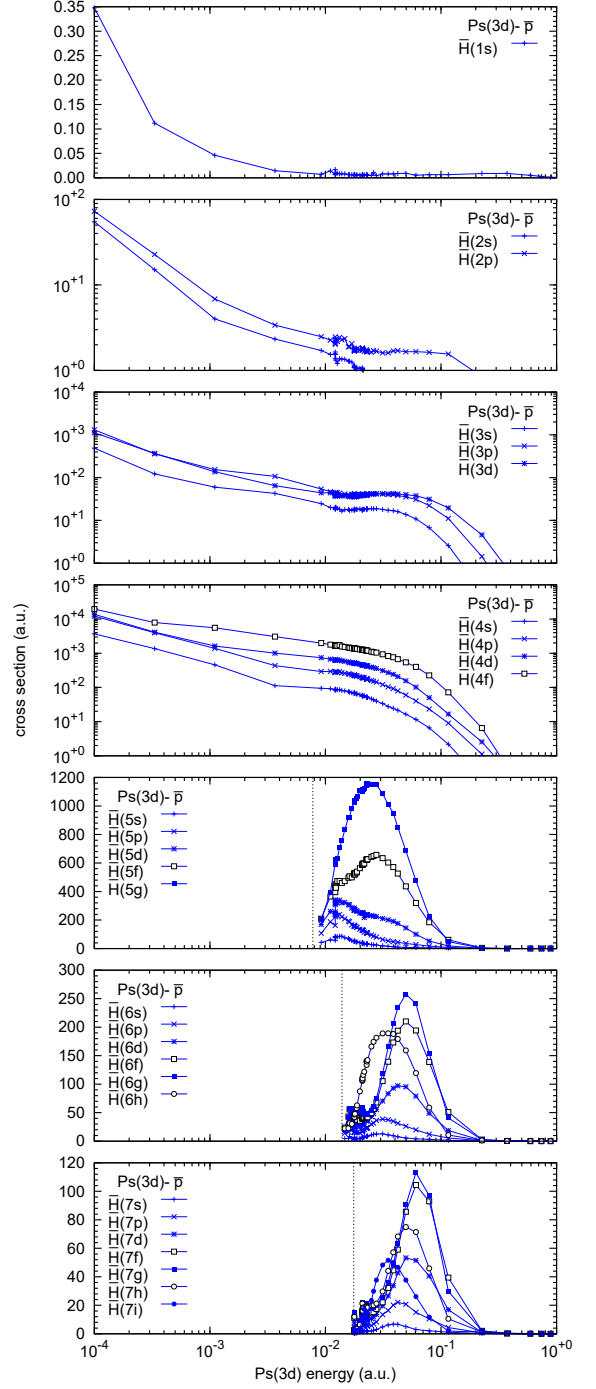 0.35
0.30
0.25
0.20
0.15
0.10
0.05
0.00
Ps(3d)- p̅
H̅(1s)
10⁺²
10⁺¹
10⁺⁰
Ps(3d)- p̅
H̅(2s)
H̅(2p)
10⁺⁴
10⁺³
10⁺²
10⁺¹
10⁺⁰
Ps(3d)- p̅
H̅(3s)
H̅(3p)
H̅(3d)
10⁺⁵
10⁺⁴
10⁺³
10⁺²
10⁺¹
10⁺⁰
Ps(3d)- p̅
H̅(4s)
H̅(4p)
H̅(4d)
H̅(4f)
cross section (a.u.)
1200
1000
800
600
400
200
0
Ps(3d)- p̅
H̅(5s)
H̅(5p)
H̅(5d)
H̅(5f)
H̅(5g)
300
250
200
150
100
50
0
Ps(3d)- p̅
H̅(6s)
H̅(6p)
H̅(6d)
H̅(6f)
H̅(6g)
H̅(6h)
120
100
80
60
40
20
0
Ps(3d)- p̅
H̅(7s)
H̅(7p)
H̅(7d)
H̅(7f)
H̅(7g)
H̅(7h)
H̅(7i)
10⁻⁴ 10⁻³ 10⁻² 10⁻¹ 10⁺⁰
Ps(3d) energy (a.u.)